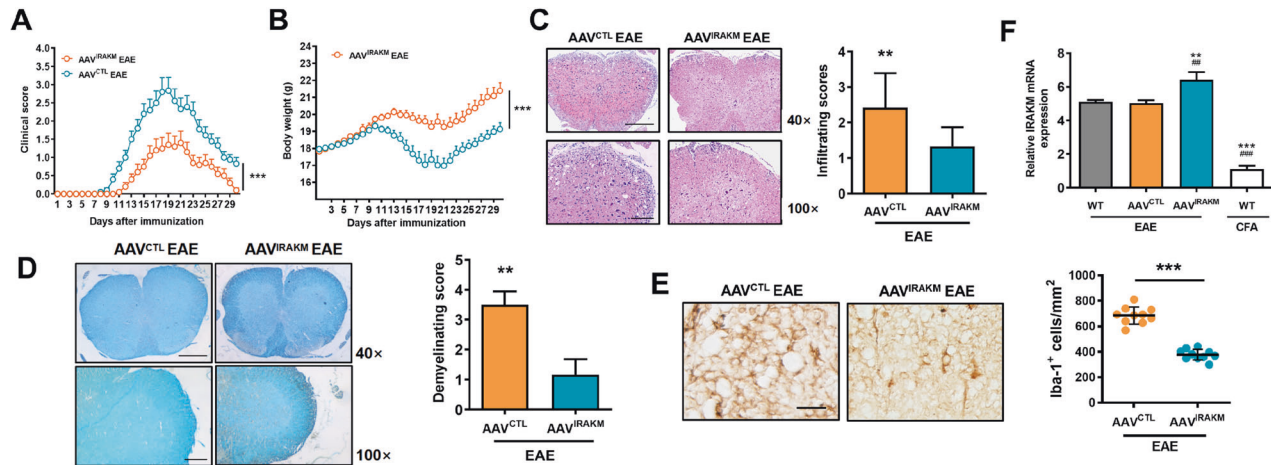 A
AAV^IRAKM EAE
AAV^CTL EAE
Clinical score
4.0
3.5
3.0
2.5
2.0
1.5
1.0
0.5
0.0
1 3 5 7 9 11 13 15 17 19 21 23 25 27 29
Days after immunization
***
B
AAV^IRAKM EAE
Body weight (g)
24
23
22
21
20
19
18
17
16
3 5 7 9 11 13 15 17 19 21 23 25 27 29
Days after immunization
***
C
AAV^CTL EAE AAV^IRAKM EAE
40×
100×
Infiltrating scores
4
3
2
1
0
**
AAV^CTL AAV^IRAKM
EAE
F
Relative IRAKM mRNA
expression
10
8
6
4
2
0
**
##
***
###
WT AAV^CTL AAV^IRAKM WT
EAE CFA
D
AAV^CTL EAE AAV^IRAKM EAE
40×
100×
Demyelinating score
5
4
3
2
1
0
**
AAV^CTL AAV^IRAKM
EAE
E
AAV^CTL EAE AAV^IRAKM EAE
Iba-1⁺ cells/mm²
1000
800
600
400
200
0
***
AAV^CTL AAV^IRAKM
EAE